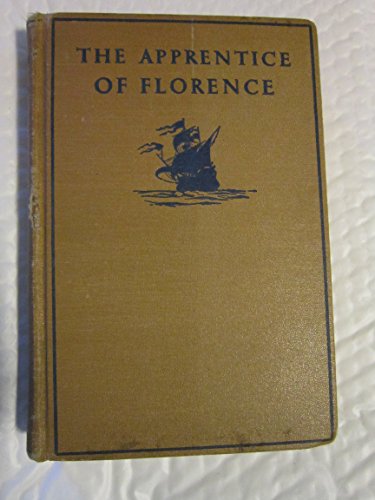 THE APPRENTICE
OF FLORENCE